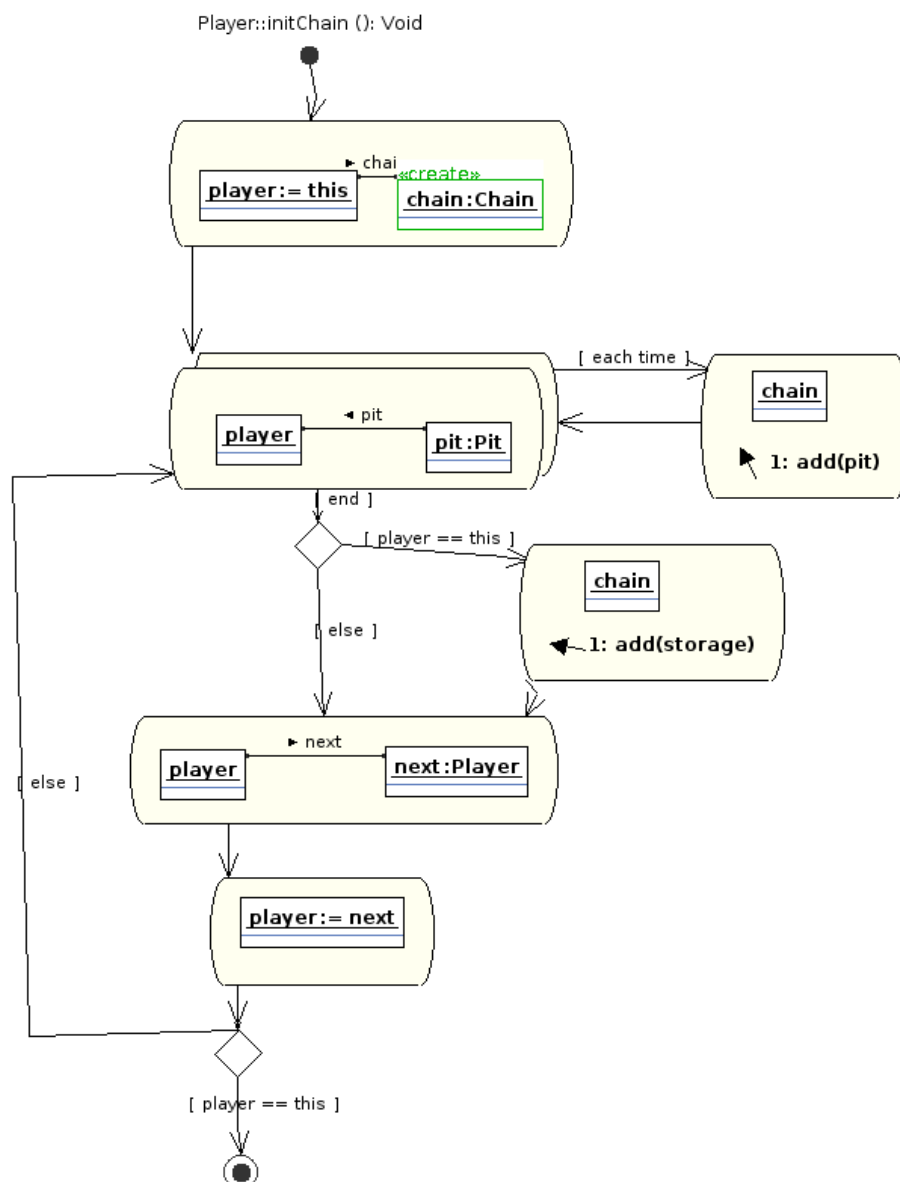 Player::initChain (): Void
▸ chai
«create»
player:= this
chain:Chain
[ each time ]
chain
◂ pit
player
pit:Pit
1: add(pit)
end ]
[ player == this ]
chain
[ else ]
1: add(storage)
▸ next
player
next:Player
[ else ]
player:= next
[ player == this ]